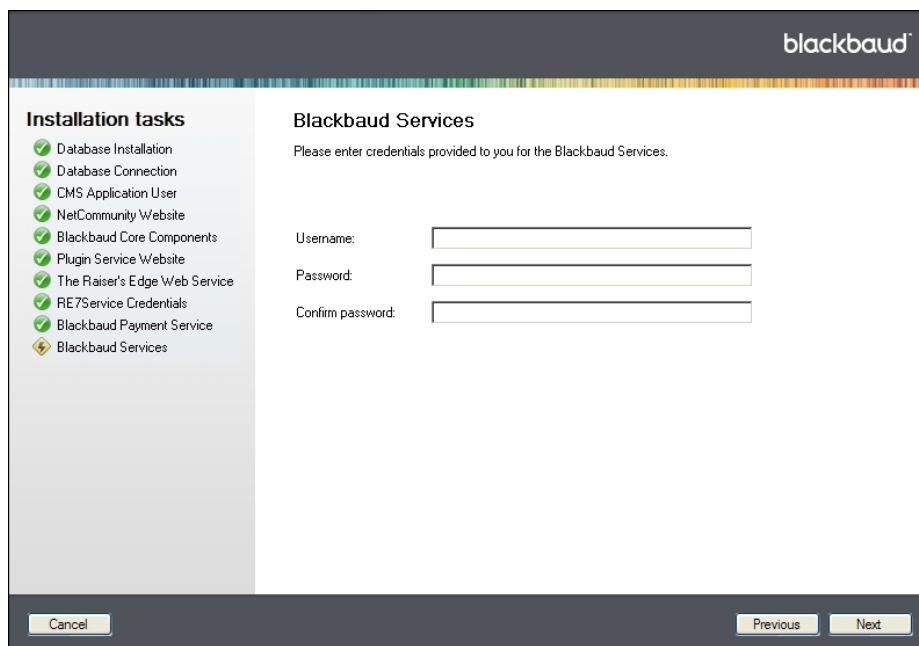 blackbaud
Installation tasks
Database Installation
Database Connection
CMS Application User
NetCommunity Website
Blackbaud Core Components
Plugin Service Website
The Raiser's Edge Web Service
RE7Service Credentials
Blackbaud Payment Service
Blackbaud Services
Blackbaud Services
Please enter credentials provided to you for the Blackbaud Services.
Username:
Password:
Confirm password:
Cancel
Previous
Next